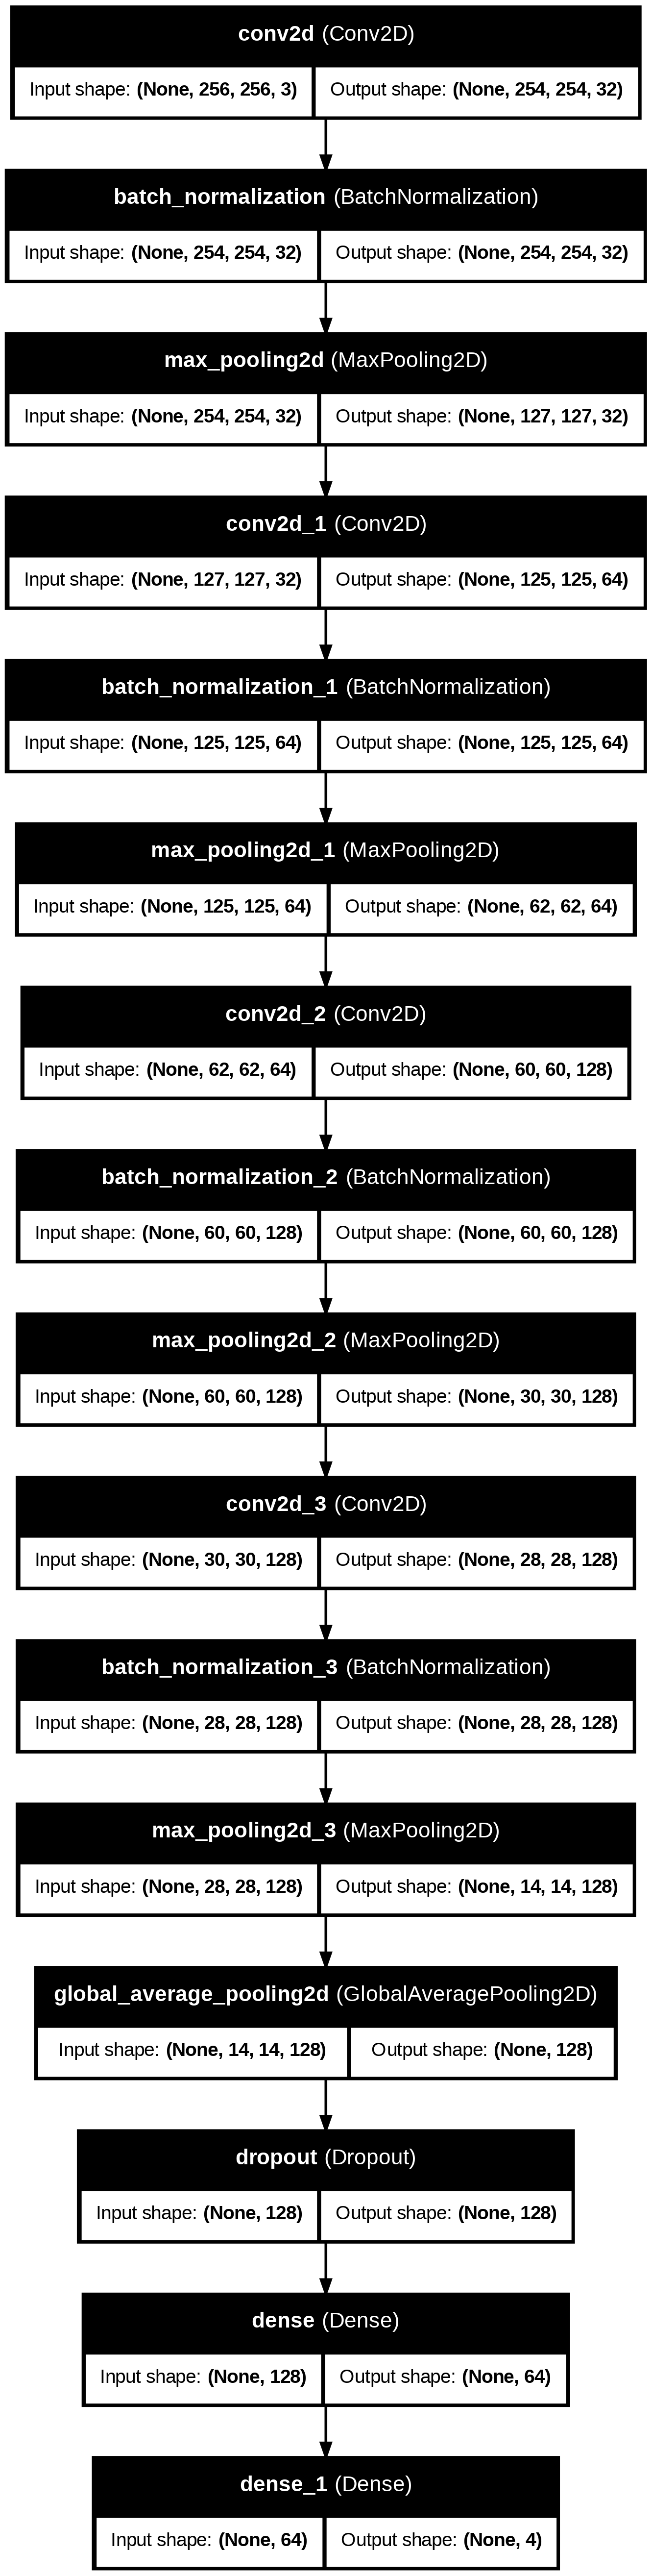 conv2d (Conv2D)
Input shape: (None, 256, 256, 3) Output shape: (None, 254, 254, 32)
batch_normalization (BatchNormalization)
Input shape: (None, 254, 254, 32) Output shape: (None, 254, 254, 32)
max_pooling2d (MaxPooling2D)
Input shape: (None, 254, 254, 32) Output shape: (None, 127, 127, 32)
conv2d_1 (Conv2D)
Input shape: (None, 127, 127, 32) Output shape: (None, 125, 125, 64)
batch_normalization_1 (BatchNormalization)
Input shape: (None, 125, 125, 64) Output shape: (None, 125, 125, 64)
max_pooling2d_1 (MaxPooling2D)
Input shape: (None, 125, 125, 64) Output shape: (None, 62, 62, 64)
conv2d_2 (Conv2D)
Input shape: (None, 62, 62, 64) Output shape: (None, 60, 60, 128)
batch_normalization_2 (BatchNormalization)
Input shape: (None, 60, 60, 128) Output shape: (None, 60, 60, 128)
max_pooling2d_2 (MaxPooling2D)
Input shape: (None, 60, 60, 128) Output shape: (None, 30, 30, 128)
conv2d_3 (Conv2D)
Input shape: (None, 30, 30, 128) Output shape: (None, 28, 28, 128)
batch_normalization_3 (BatchNormalization)
Input shape: (None, 28, 28, 128) Output shape: (None, 28, 28, 128)
max_pooling2d_3 (MaxPooling2D)
Input shape: (None, 28, 28, 128) Output shape: (None, 14, 14, 128)
global_average_pooling2d (GlobalAveragePooling2D)
Input shape: (None, 14, 14, 128) Output shape: (None, 128)
dropout (Dropout)
Input shape: (None, 128) Output shape: (None, 128)
dense (Dense)
Input shape: (None, 128) Output shape: (None, 64)
dense_1 (Dense)
Input shape: (None, 64) Output shape: (None, 4)